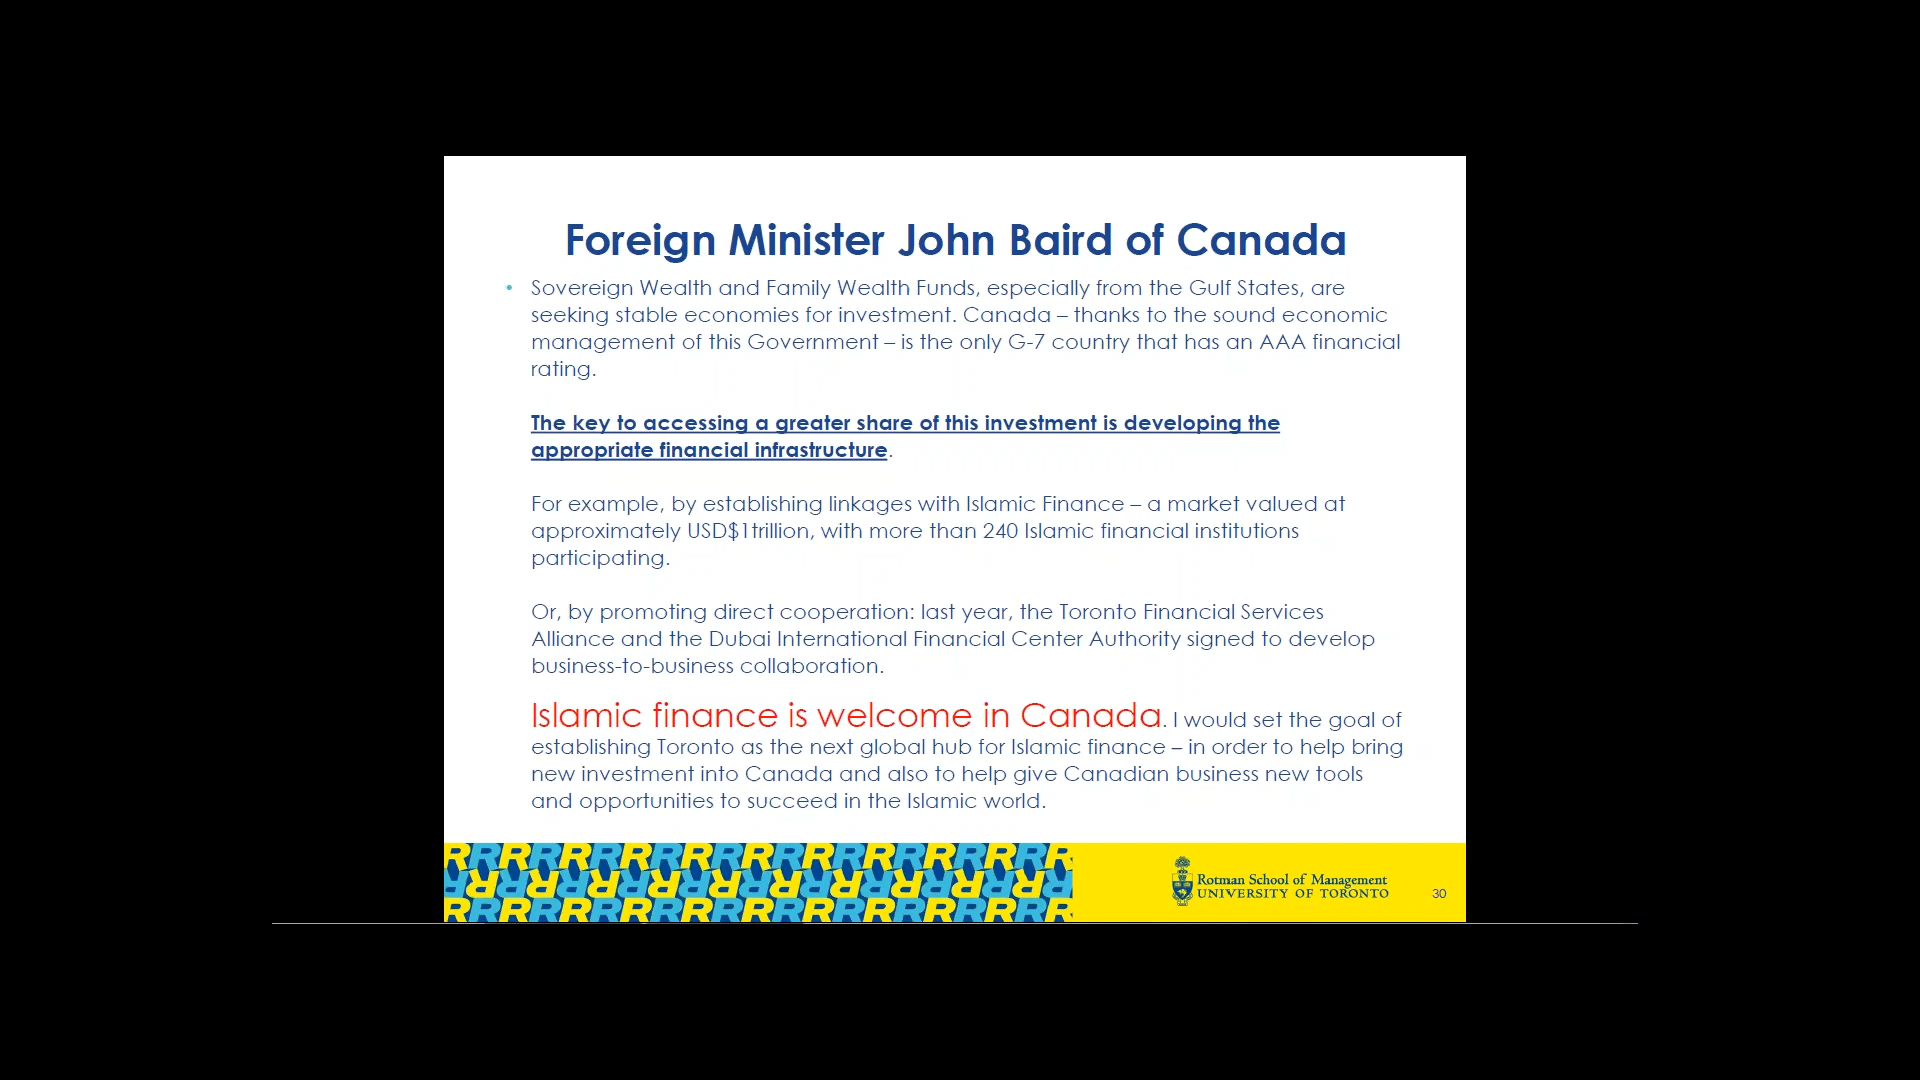 Foreign Minister John Baird of Canada
• Sovereign Wealth and Family Wealth Funds, especially from the Gulf States, are
seeking stable economies for investment. Canada – thanks to the sound economic
management of this Government – is the only G-7 country that has an AAA financial
rating.
The key to accessing a greater share of this investment is developing the
appropriate financial infrastructure.
For example, by establishing linkages with Islamic Finance – a market valued at
approximately USD$1trillion, with more than 240 Islamic financial institutions
participating.
Or, by promoting direct cooperation: last year, the Toronto Financial Services
Alliance and the Dubai International Financial Center Authority signed to develop
business-to-business collaboration.
Islamic finance is welcome in Canada. I would set the goal of
establishing Toronto as the next global hub for Islamic finance – in order to help bring
new investment into Canada and also to help give Canadian business new tools
and opportunities to succeed in the Islamic world.
Rotman School of Management
UNIVERSITY OF TORONTO
30